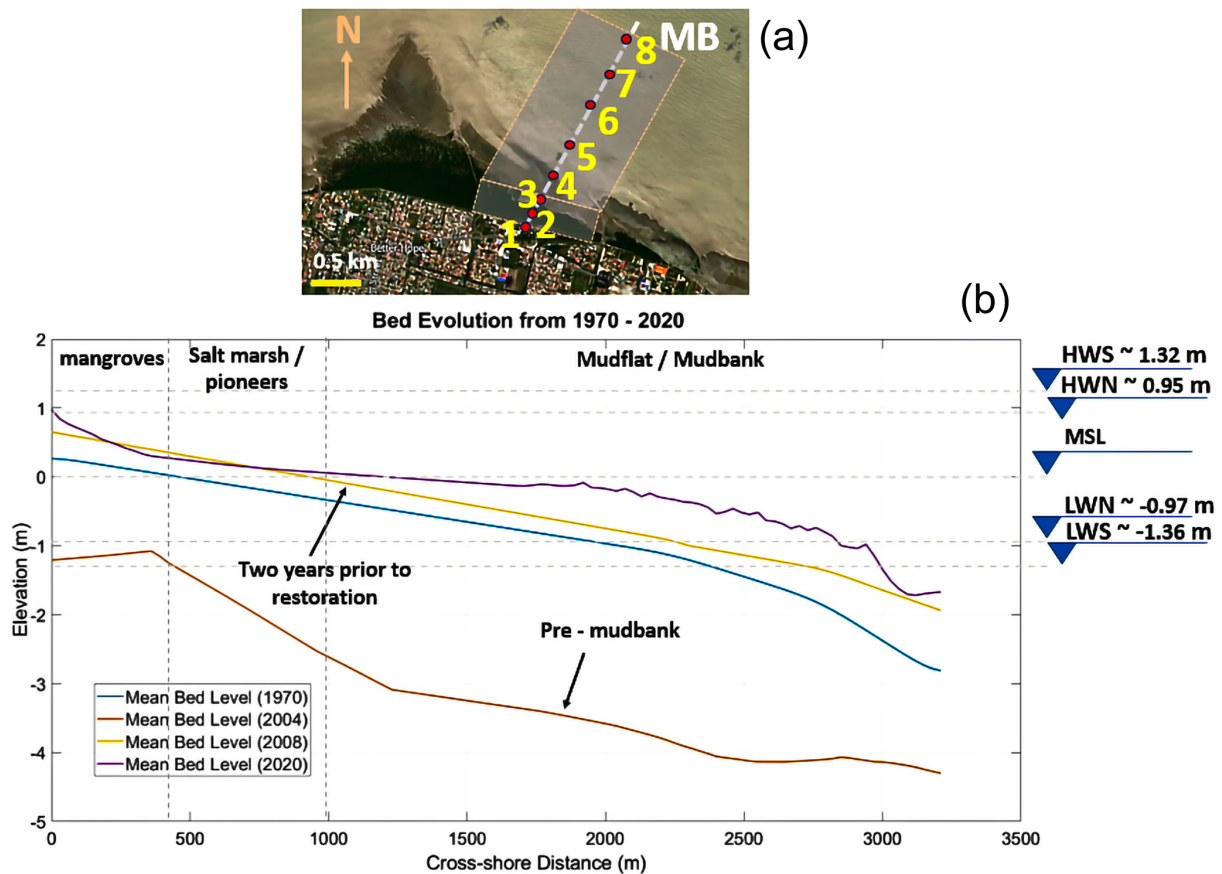 N
MB
(a)
8
7
6
5
4
3
2
1
Better Hope
0.5 km
(b)
Bed Evolution from 1970 - 2020
mangroves
Salt marsh /
pioneers
Mudflat / Mudbank
HWS ~ 1.32 m
HWN ~ 0.95 m
MSL
LWN ~ -0.97 m
LWS ~ -1.36 m
Two years prior to
restoration
Pre - mudbank
Mean Bed Level (1970)
Mean Bed Level (2004)
Mean Bed Level (2008)
Mean Bed Level (2020)
Elevation (m)
2
1
0
-1
-2
-3
-4
-5
0
500
1000
1500
2000
2500
3000
3500
Cross-shore Distance (m)